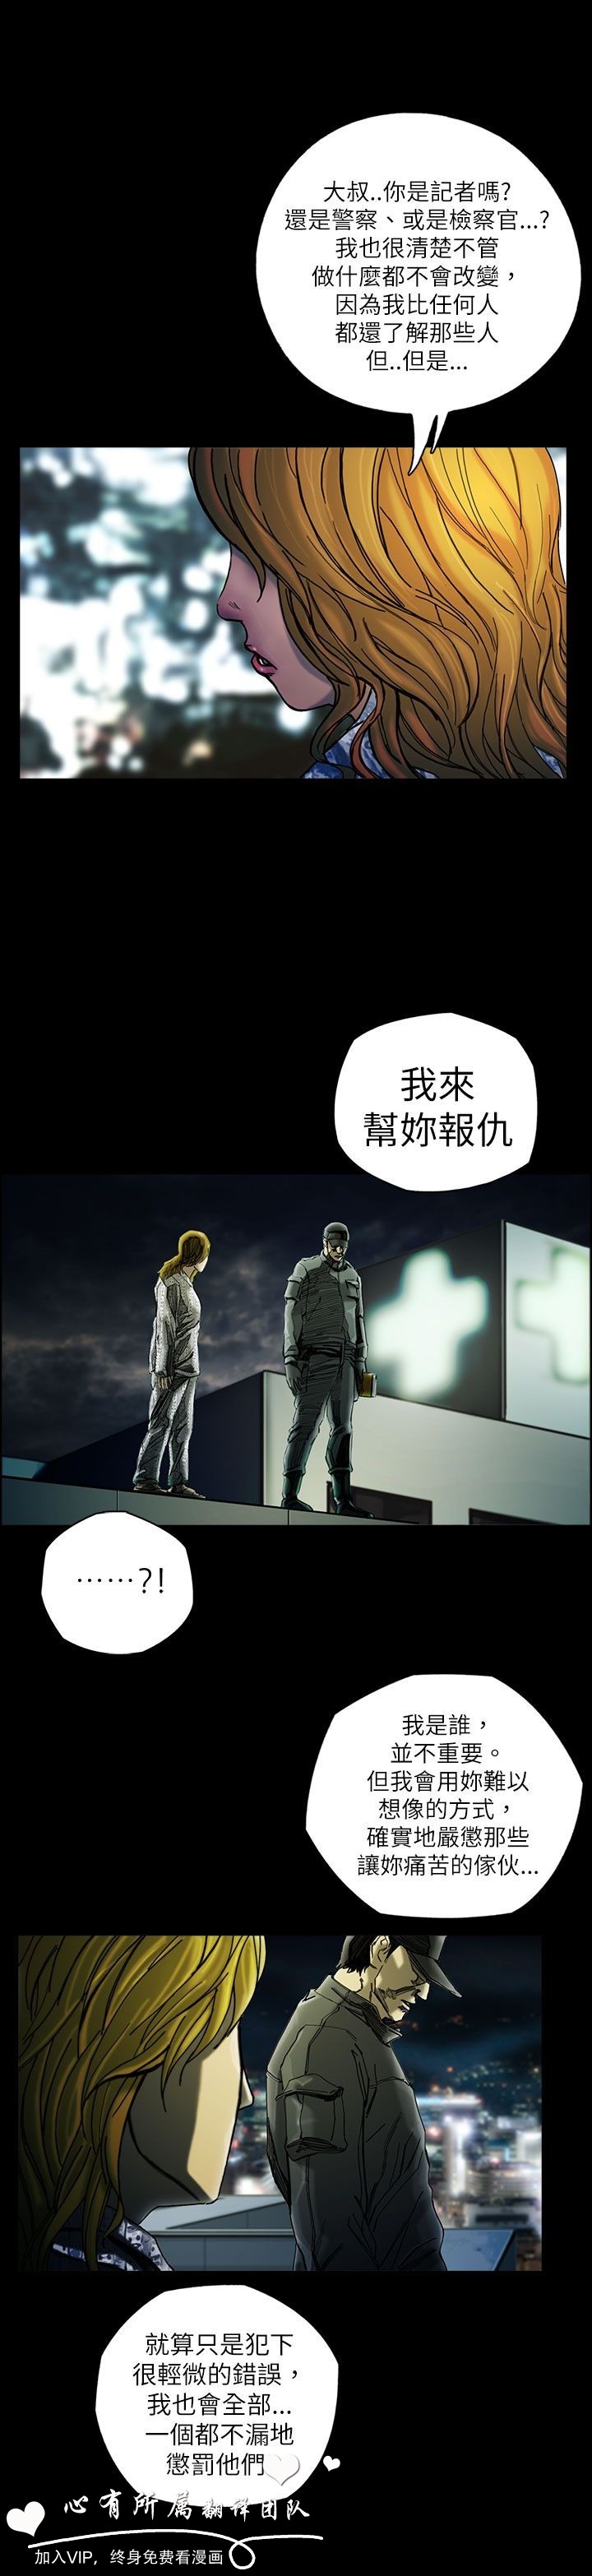 大叔..你是記者嗎?
還是警察、或是檢察官...?
我也很清楚不管
做什麼都不會改變，
因為我比任何人
都還了解那些人
但..但是...
我來
幫妳報仇
……?!
我是誰，
並不重要。
但我會用妳難以
想像的方式，
確實地嚴懲那些
讓妳痛苦的傢伙...
就算只是犯下
很輕微的錯誤，
我也會全部...
一個都不漏地
懲罰他們
心有所属翻译团队
加入VIP，终身免费看漫画